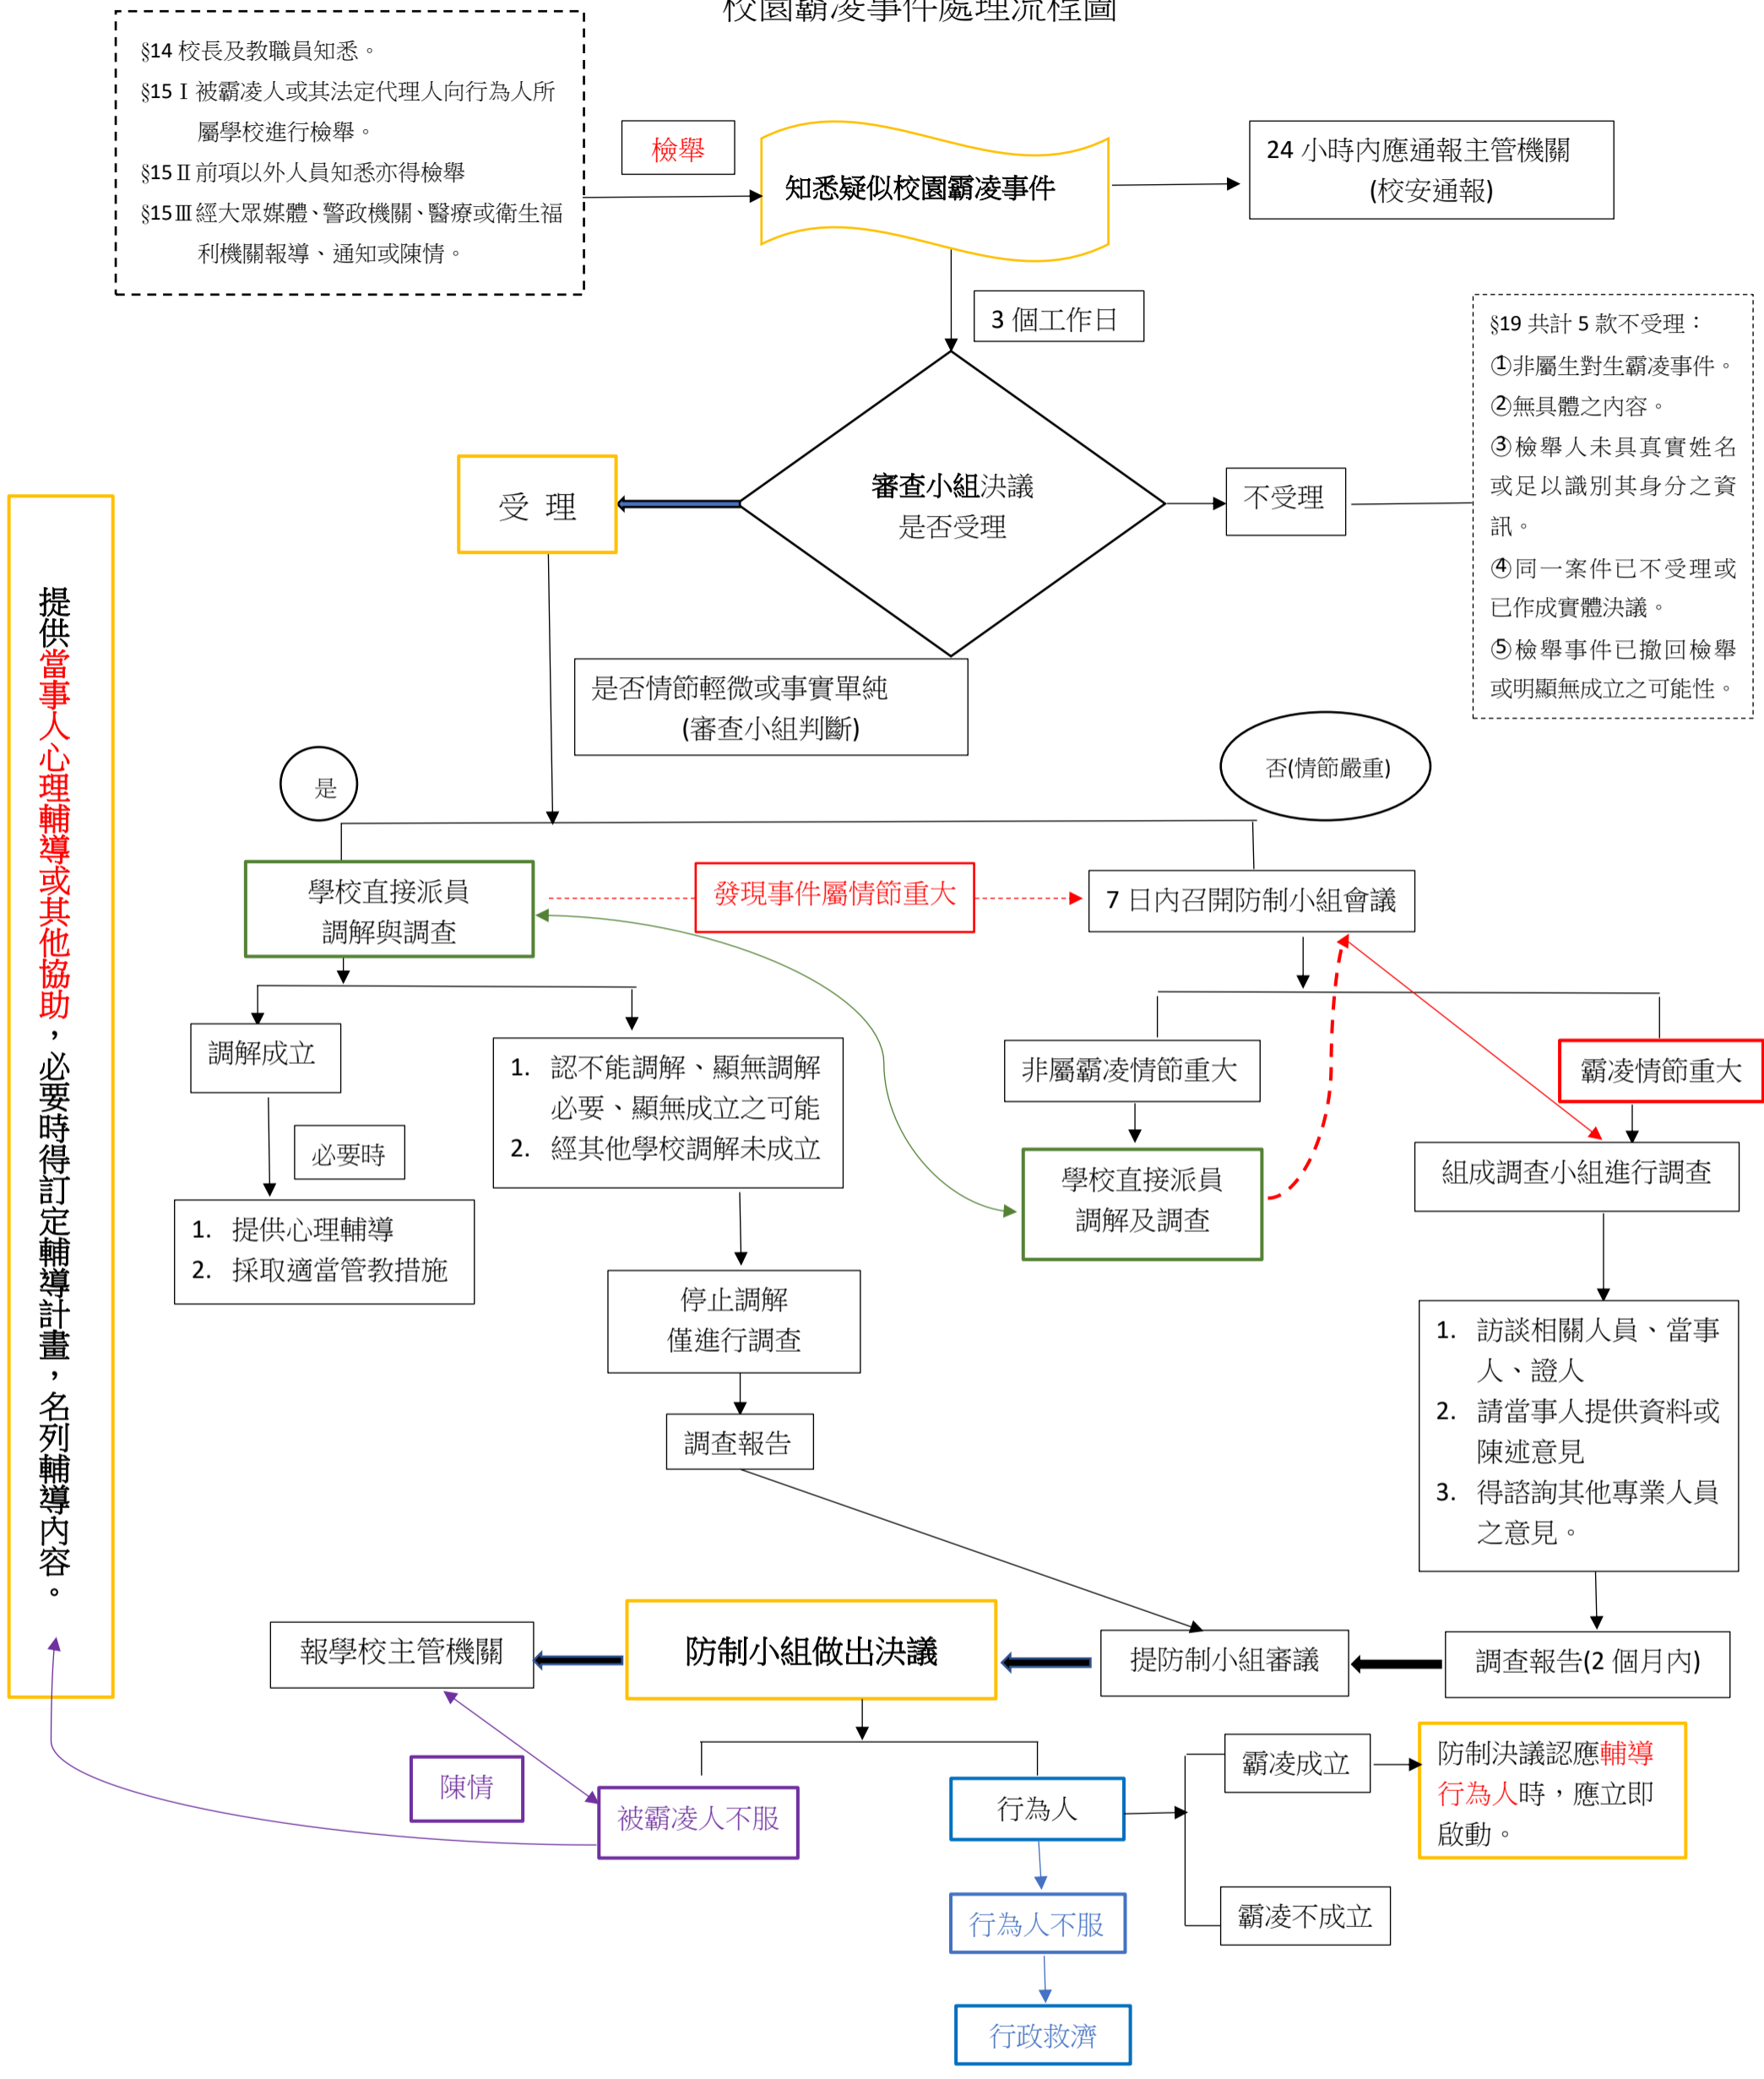 校園霸凌事件處理流程圖
§14 校長及教職員知悉。
§15 I 被霸凌人或其法定代理人向行為人所
屬學校進行檢舉。
§15 II 前項以外人員知悉亦得檢舉
§15 III 經大眾媒體、警政機關、醫療或衛生福
利機關報導、通知或陳情。
檢舉
知悉疑似校園霸凌事件
24 小時內應通報主管機關
(校安通報)
3 個工作日
§19 共計 5 款不受理：
①非屬生對生霸凌事件。
②無具體之內容。
③檢舉人未具真實姓名
或足以識別其身分之資
訊。
④同一案件已不受理或
已作成實體決議。
⑤檢舉事件已撤回檢舉
或明顯無成立之可能性。
受 理
審查小組決議
是否受理
不受理
提供當事人心理輔導或其他協助，必要時得訂定輔導計畫，名列輔導內容。
是否情節輕微或事實單純
(審查小組判斷)
是
否(情節嚴重)
學校直接派員
調解與調查
發現事件屬情節重大
7 日內召開防制小組會議
調解成立
1. 認不能調解、顯無調解
必要、顯無成立之可能
2. 經其他學校調解未成立
非屬霸凌情節重大
霸凌情節重大
必要時
1. 提供心理輔導
2. 採取適當管教措施
學校直接派員
調解及調查
組成調查小組進行調查
停止調解
僅進行調查
調查報告
1. 訪談相關人員、當事
人、證人
2. 請當事人提供資料或
陳述意見
3. 得諮詢其他專業人員
之意見。
報學校主管機關
防制小組做出決議
提防制小組審議
調查報告(2 個月內)
陳情
被霸凌人不服
行為人
霸凌成立
防制決議認應輔導
行為人時，應立即
啟動。
行為人不服
霸凌不成立
行政救濟